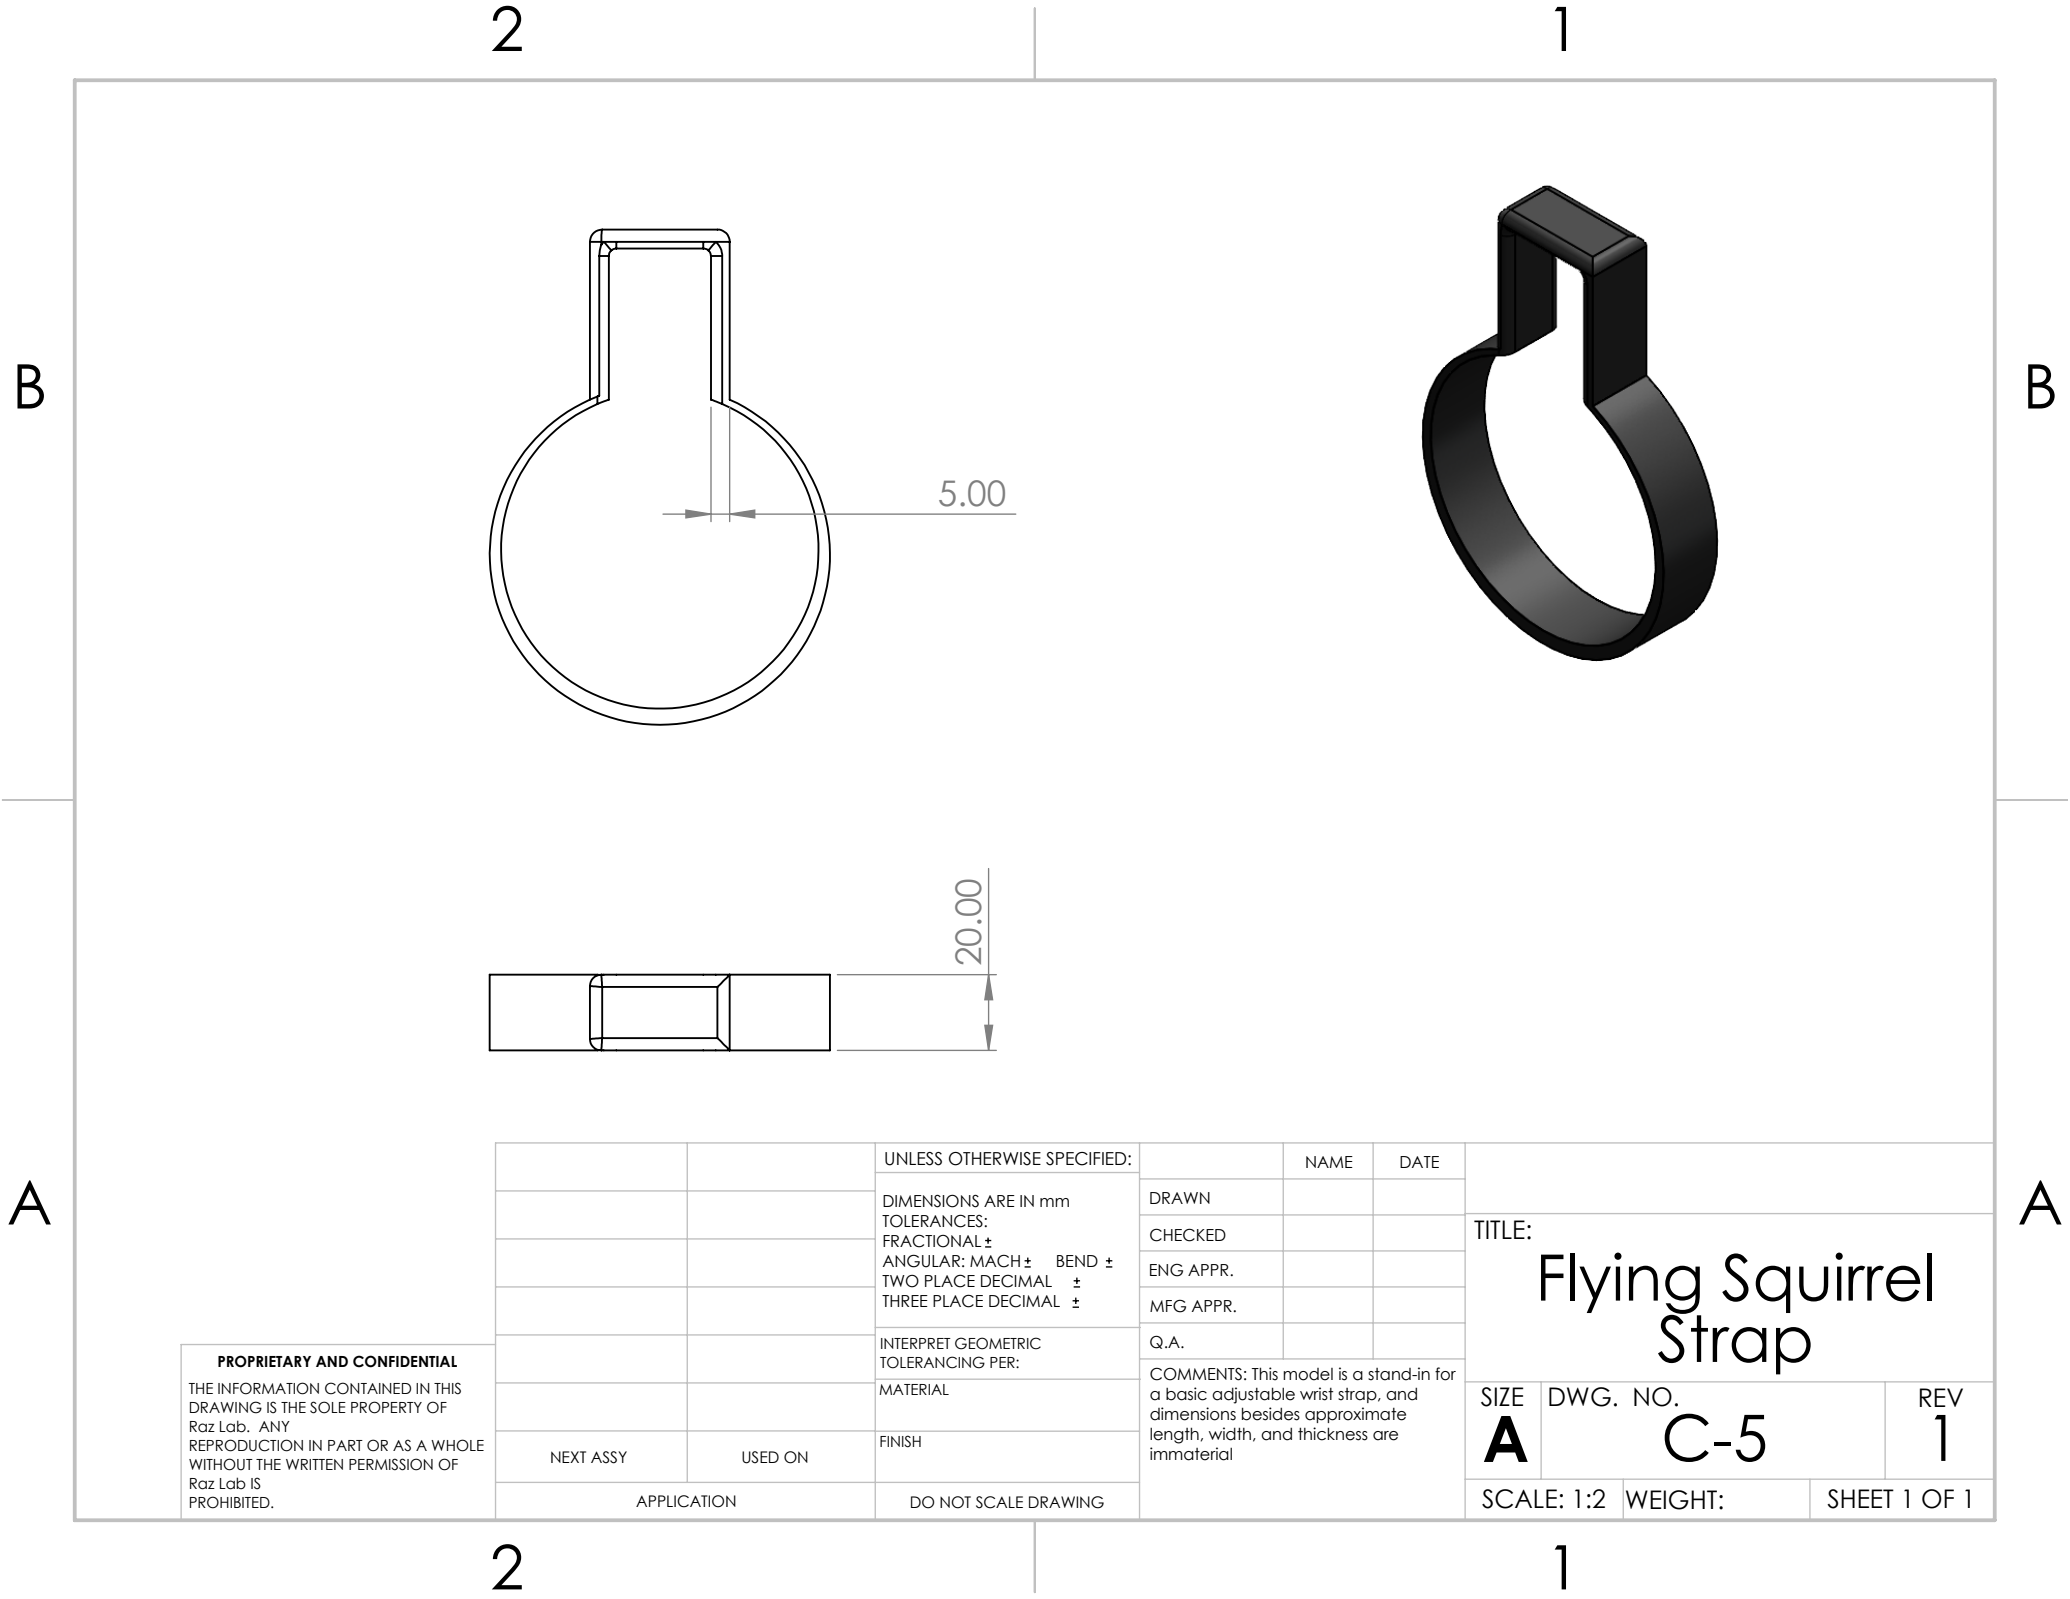 2
1
B
B
5.00
20.00
A
A
UNLESS OTHERWISE SPECIFIED:
DIMENSIONS ARE IN mm
TOLERANCES:
FRACTIONAL ±
ANGULAR: MACH ± BEND ±
TWO PLACE DECIMAL ±
THREE PLACE DECIMAL ±
INTERPRET GEOMETRIC
TOLERANCING PER:
MATERIAL
FINISH
DO NOT SCALE DRAWING
NAME DATE
DRAWN
CHECKED
ENG APPR.
MFG APPR.
Q.A.
COMMENTS: This model is a stand-in for
a basic adjustable wrist strap, and
dimensions besides approximate
length, width, and thickness are
immaterial
TITLE:
Flying Squirrel
Strap
SIZE DWG. NO. REV
A C-5 1
SCALE: 1:2 WEIGHT: SHEET 1 OF 1
PROPRIETARY AND CONFIDENTIAL
THE INFORMATION CONTAINED IN THIS
DRAWING IS THE SOLE PROPERTY OF
Raz Lab. ANY
REPRODUCTION IN PART OR AS A WHOLE
WITHOUT THE WRITTEN PERMISSION OF
Raz Lab IS
PROHIBITED.
NEXT ASSY USED ON
APPLICATION
2
1